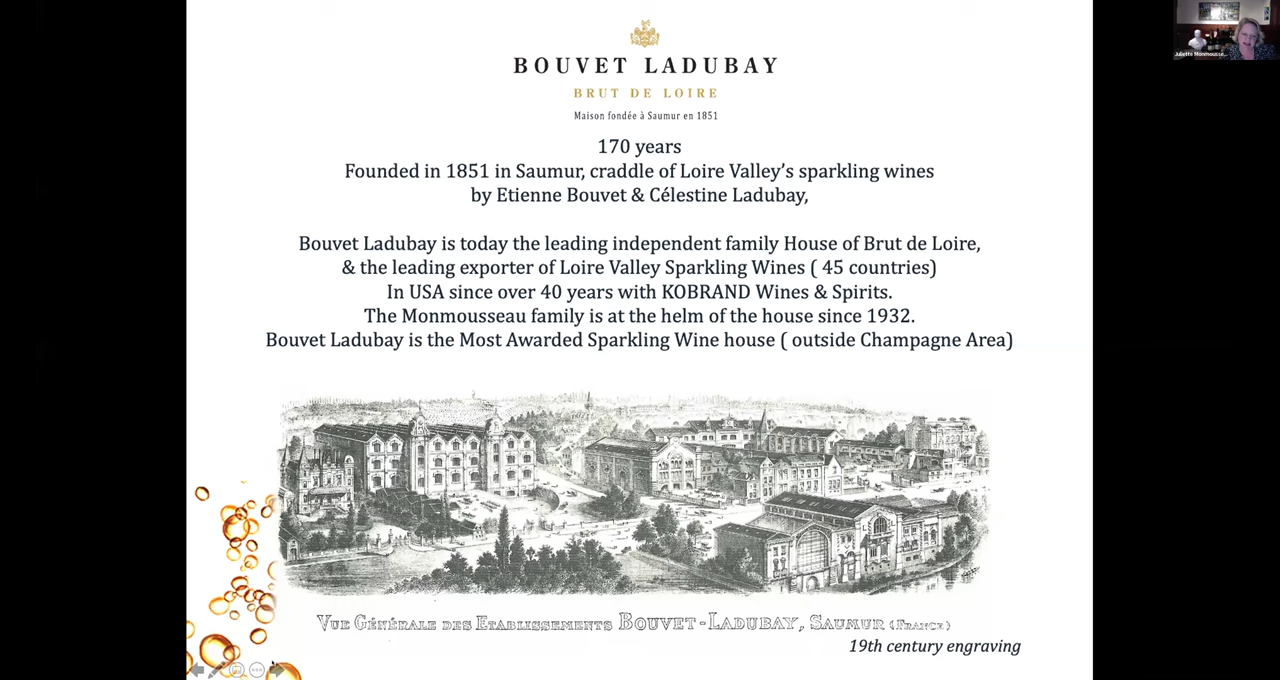 BOUVET LADUBAY
BRUT DE LOIRE
Maison fondée à Saumur en 1851
170 years
Founded in 1851 in Saumur, craddle of Loire Valley's sparkling wines
by Etienne Bouvet & Célestine Ladubay,
Bouvet Ladubay is today the leading independent family House of Brut de Loire,
& the leading exporter of Loire Valley Sparkling Wines ( 45 countries)
In USA since over 40 years with KOBRAND Wines & Spirits.
The Monmousseau family is at the helm of the house since 1932.
Bouvet Ladubay is the Most Awarded Sparkling Wine house ( outside Champagne Area)
VUE GÉNÉRALE DES ETABLISSEMENTS BOUVET-LADUBAY, SAUMUR (FRANCE)
19th century engraving
Juliette Monmousse...